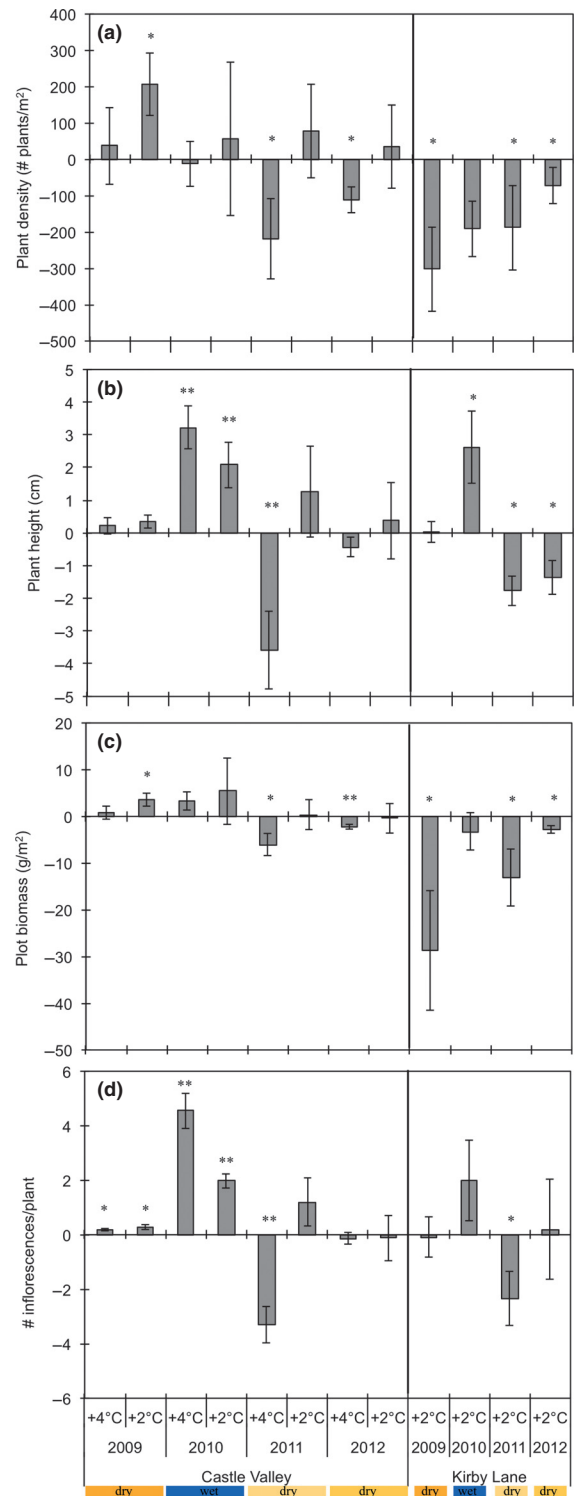 (a)
Plant density (# plants/m²)
400
300
200
100
0
–100
–200
–300
–400
–500
* * * * * *
(b)
Plant height (cm)
5
4
3
2
1
0
–1
–2
–3
–4
–5
** ** ** * * *
(c)
Plot biomass (g/m²)
20
10
0
–10
–20
–30
–40
–50
* * ** * * *
(d)
# inflorescences/plant
6
4
2
0
–2
–4
–6
* * ** ** ** *
+4°C +2°C +4°C +2°C +4°C +2°C +4°C +2°C +2°C +2°C +2°C +2°C
2009 2010 2011 2012 2009 2010 2011 2012
Castle Valley Kirby Lane
dry wet dry dry dry wet dry dry